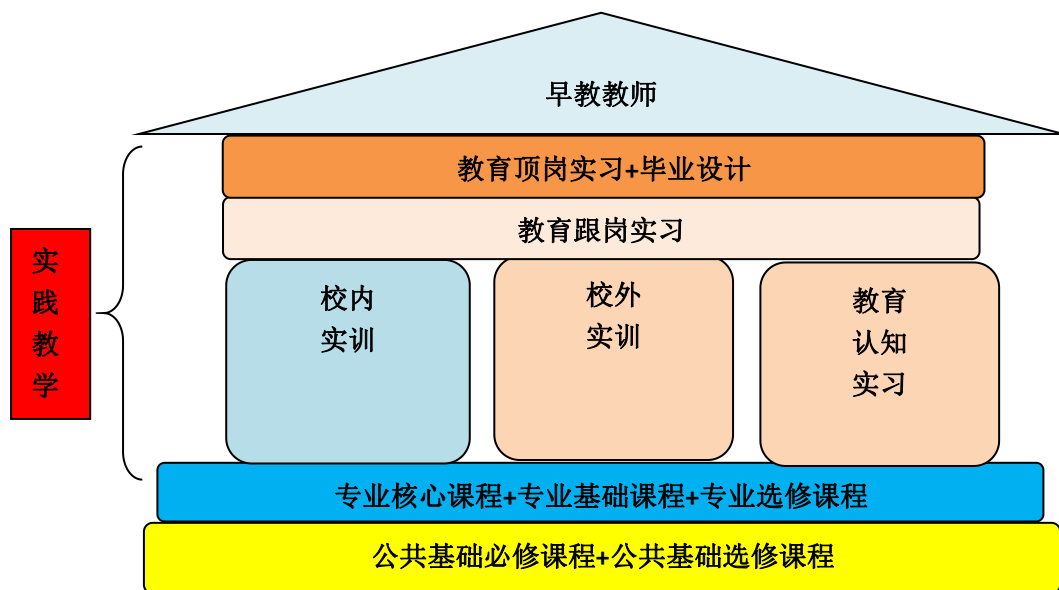 早教教师
教育顶岗实习+毕业设计
教育跟岗实习
实
践
教
学
校内
实训
校外
实训
教育
认知
实习
专业核心课程+专业基础课程+专业选修课程
公共基础必修课程+公共基础选修课程